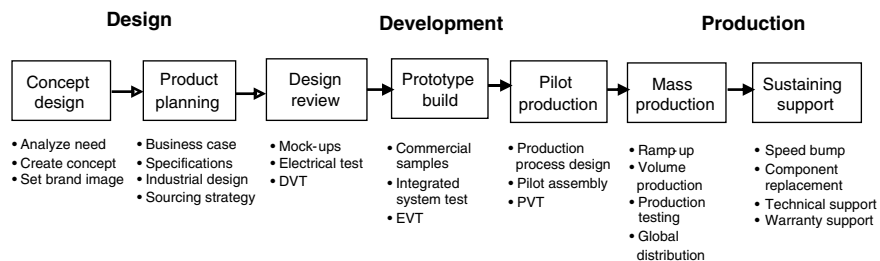 Design
Development
Production
Concept
design
Product
planning
Design
review
Prototype
build
Pilot
production
Mass
production
Sustaining
support
• Analyze need
• Create concept
• Set brand image
• Business case
• Specifications
• Industrial design
• Sourcing strategy
• Mock-ups
• Electrical test
• DVT
• Commercial
samples
• Integrated
system test
• EVT
• Production
process design
• Pilot assembly
• PVT
• Ramp-up
• Volume
production
• Production
testing
• Global
distribution
• Speed bump
• Component
replacement
• Technical support
• Warranty support